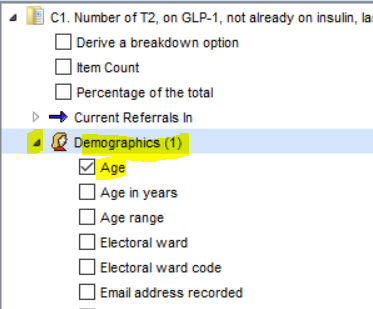 C1. Number of T2, on GLP-1, not already on insulin, la
Derive a breakdown option
Item Count
Percentage of the total
Current Referrals In
Demographics (1)
Age
Age in years
Age range
Electoral ward
Electoral ward code
Email address recorded